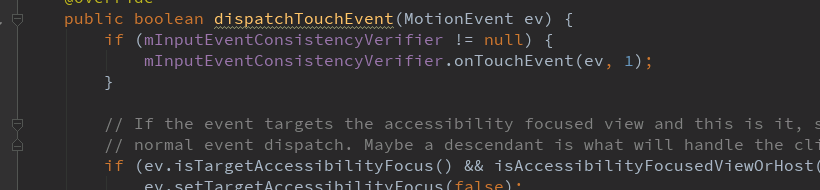 @Override
public boolean dispatchTouchEvent(MotionEvent ev) {
if (mInputEventConsistencyVerifier != null) {
mInputEventConsistencyVerifier.onTouchEvent(ev, 1);
}
// If the event targets the accessibility focused view and this is it, s
// normal event dispatch. Maybe a descendant is what will handle the cli
if (ev.isTargetAccessibilityFocus() && isAccessibilityFocusedViewOrHost(
ev.setTargetAccessibilityFocus(false);